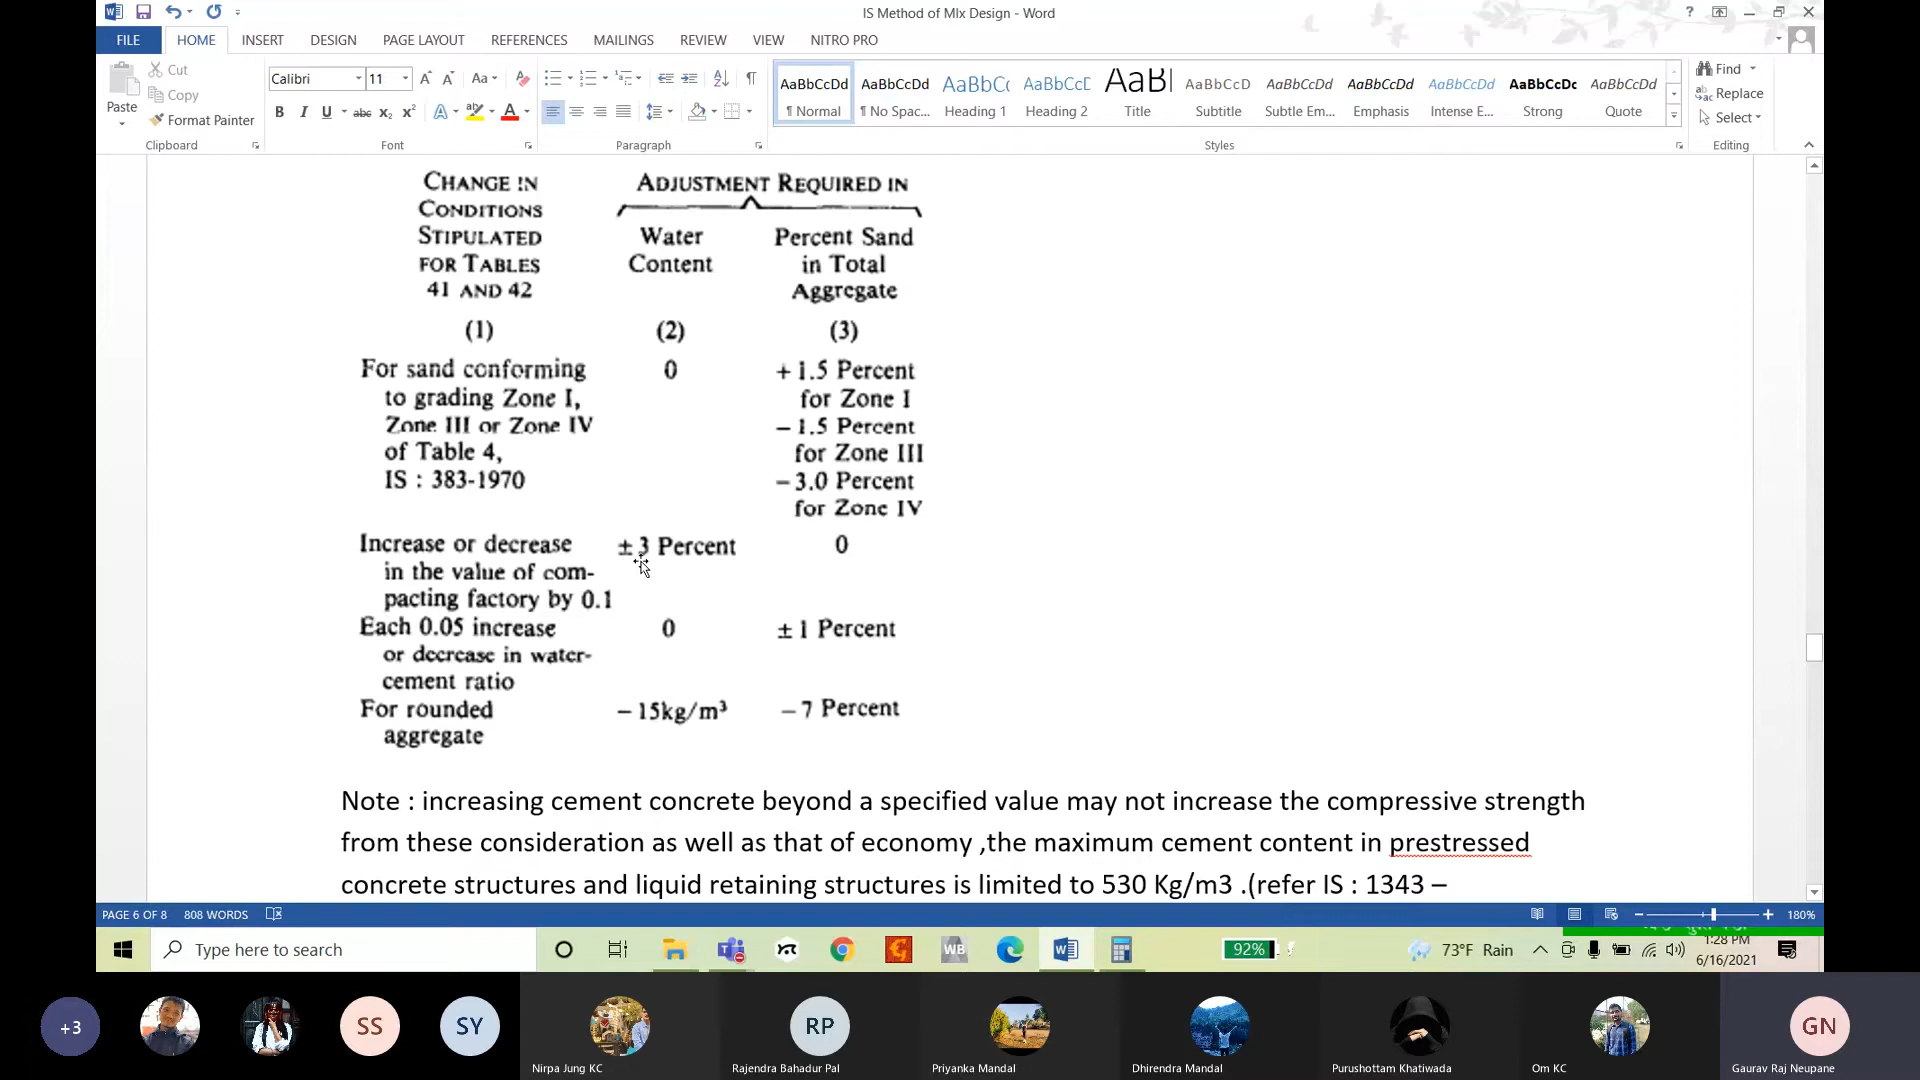 IS Method of MIx Design - Word
FILE HOME INSERT DESIGN PAGE LAYOUT REFERENCES MAILINGS REVIEW VIEW NITRO PRO
Paste
Cut
Copy
Format Painter
Clipboard
Calibri 11
Font
Paragraph
AaBbCcDd AaBbCcDd AaBbCc AaBbCcD AaBl AaBbCcD AaBbCcDd AaBbCcDd AaBbCcDd AaBbCcDc AaBbCcDd
¶ Normal ¶ No Spac... Heading 1 Heading 2 Title Subtitle Subtle Em... Emphasis Intense E... Strong Quote
Styles
Find
Replace
Select
Editing
CHANGE IN
CONDITIONS
STIPULATED
FOR TABLES
41 AND 42
ADJUSTMENT REQUIRED IN
Water
Content
Percent Sand
in Total
Aggregate
(1) (2) (3)
For sand conforming
to grading Zone I,
Zone III or Zone IV
of Table 4,
IS : 383-1970
0
+ 1.5 Percent
for Zone I
– 1.5 Percent
for Zone III
– 3.0 Percent
for Zone IV
Increase or decrease
in the value of com-
pacting factory by 0.1
± 3 Percent
0
Each 0.05 increase
or decrease in water-
cement ratio
0
± 1 Percent
For rounded
aggregate
– 15kg/m³
– 7 Percent
Note : increasing cement concrete beyond a specified value may not increase the compressive strength
from these consideration as well as that of economy ,the maximum cement content in prestressed
concrete structures and liquid retaining structures is limited to 530 Kg/m3 .(refer IS : 1343 –
PAGE 6 OF 8 808 WORDS
180%
Type here to search
92%
73°F Rain
1:28 PM
6/16/2021
+3
SS
SY
RP
GN
Nirpa Jung KC
Rajendra Bahadur Pal
Priyanka Mandal
Dhirendra Mandal
Purushottam Khatiwada
Om KC
Gaurav Raj Neupane